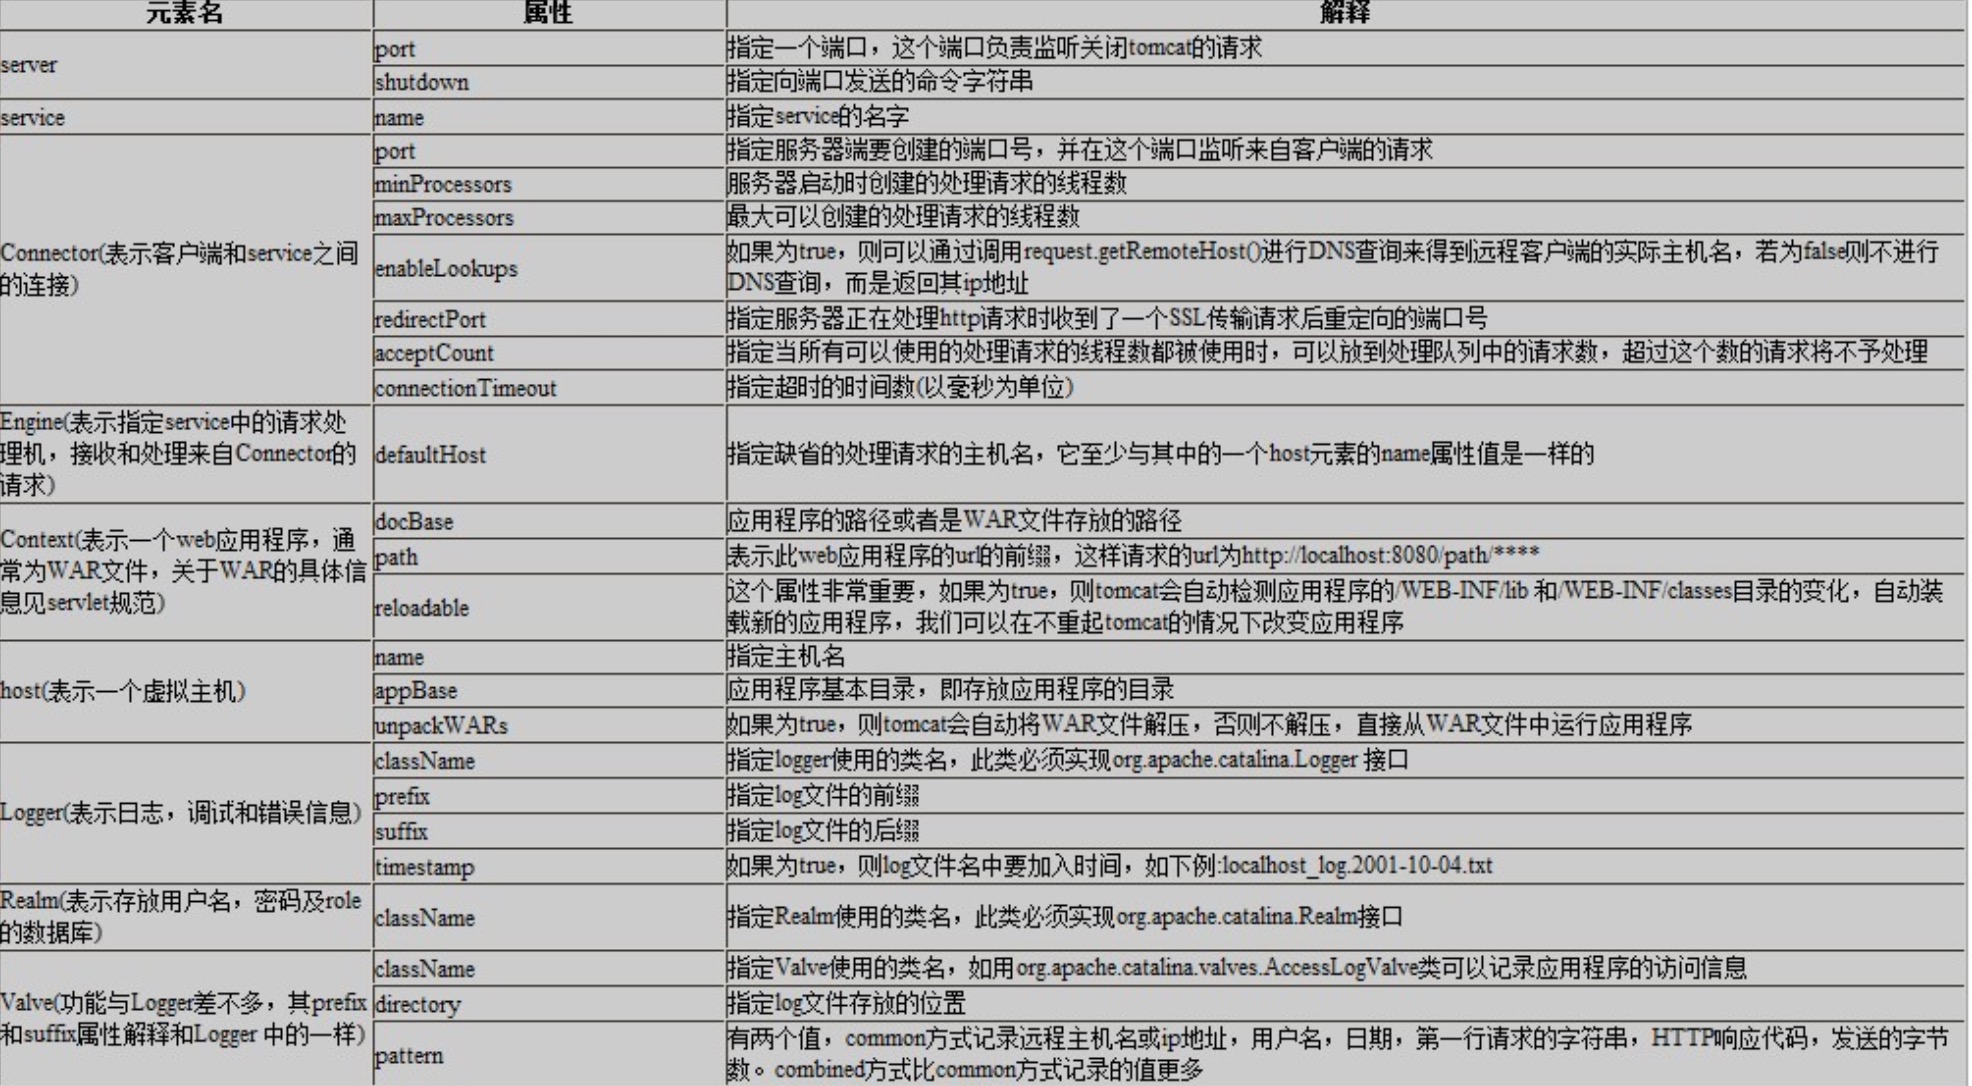 元素名 属性 解释
server
port 指定一个端口，这个端口负责监听关闭tomcat的请求
shutdown 指定向端口发送的命令字符串
service name 指定service的名字
Connector(表示客户端和service之间
的连接)
port 指定服务器端要创建的端口号，并在这个端口监听来自客户端的请求
minProcessors 服务器启动时创建的处理请求的线程数
maxProcessors 最大可以创建的处理请求的线程数
enableLookups 如果为true，则可以通过调用request.getRemoteHost()进行DNS查询来得到远程客户端的实际主机名，若为false则不进行
DNS查询，而是返回其ip地址
redirectPort 指定服务器正在处理http请求时收到了一个SSL传输请求后重定向的端口号
acceptCount 指定当所有可以使用的处理请求的线程数都被使用时，可以放到处理队列中的请求数，超过这个数的请求将不予处理
connectionTimeout 指定超时的时间数(以毫秒为单位)
Engine(表示指定service中的请求处
理机，接收和处理来自Connector的
请求)
defaultHost 指定缺省的处理请求的主机名，它至少与其中的一个host元素的name属性值是一样的
Context(表示一个web应用程序，通
常为WAR文件，关于WAR的具体信
息见servlet规范)
docBase 应用程序的路径或者是WAR文件存放的路径
path 表示此web应用程序的url的前缀，这样请求的url为http://localhost:8080/path/****
reloadable 这个属性非常重要，如果为true，则tomcat会自动检测应用程序的/WEB-INF/lib 和/WEB-INF/classes目录的变化，自动装
载新的应用程序，我们可以在不重起tomcat的情况下改变应用程序
host(表示一个虚拟主机)
name 指定主机名
appBase 应用程序基本目录，即存放应用程序的目录
unpackWARs 如果为true，则tomcat会自动将WAR文件解压，否则不解压，直接从WAR文件中运行应用程序
Logger(表示日志，调试和错误信息)
className 指定logger使用的类名，此类必须实现org.apache.catalina.Logger 接口
prefix 指定log文件的前缀
suffix 指定log文件的后缀
timestamp 如果为true，则log文件名中要加入时间，如下例:localhost_log.2001-10-04.txt
Realm(表示存放用户名，密码及role
的数据库)
className 指定Realm使用的类名，此类必须实现org.apache.catalina.Realm接口
Valve(功能与Logger差不多，其prefix
和suffix属性解释和Logger 中的一样)
className 指定Valve使用的类名，如用org.apache.catalina.valves.AccessLogValve类可以记录应用程序的访问信息
directory 指定log文件存放的位置
pattern 有两个值，common方式记录远程主机名或ip地址，用户名，日期，第一行请求的字符串，HTTP响应代码，发送的字节
数。combined方式比common方式记录的值更多